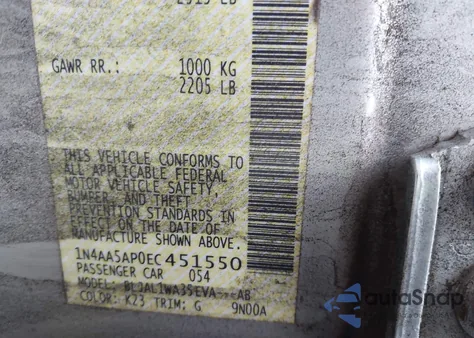 GAWR RR.: 1000 KG
2205 LB
THIS VEHICLE CONFORMS TO
ALL APPLICABLE FEDERAL
MOTOR VEHICLE SAFETY,
BUMPER, AND THEFT
PREVENTION STANDARDS IN
EFFECT ON THE DATE OF
MANUFACTURE SHOWN ABOVE.
1N4AA5AP0EC451550
PASSENGER CAR 054
MODEL:
COLOR: K23 TRIM: G 9N00A
autoSnap